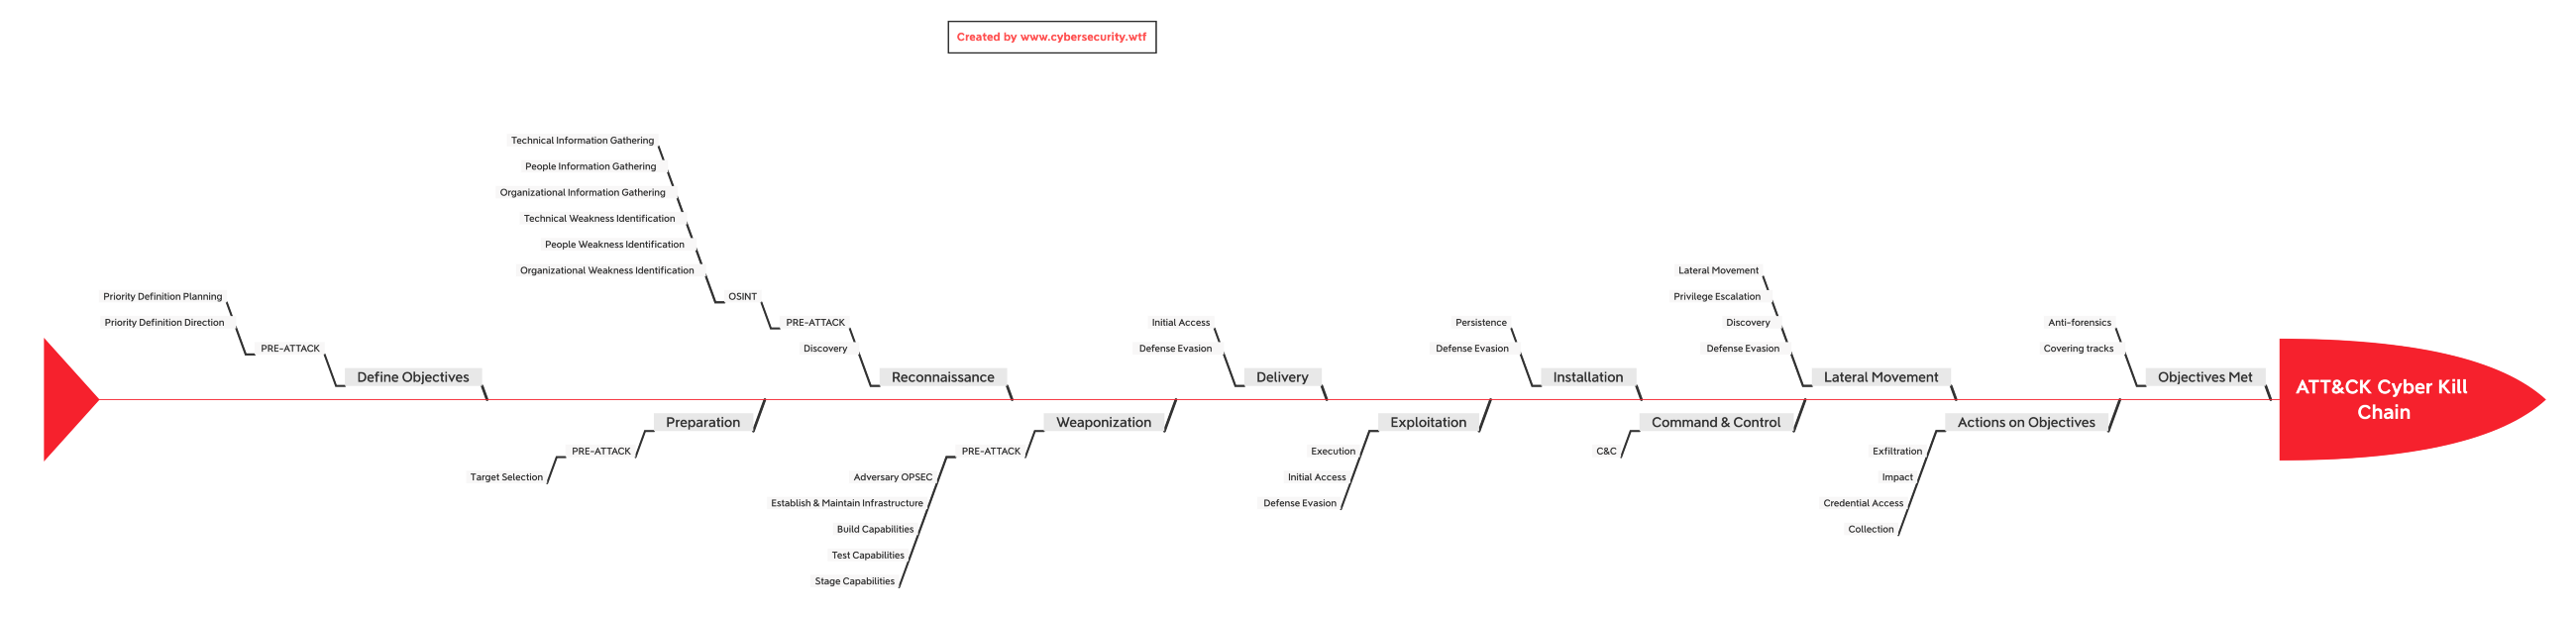 Created by www.cybersecurity.wtf
Priority Definition Planning
Priority Definition Direction
PRE-ATTACK
Define Objectives
Target Selection
PRE-ATTACK
Preparation
Technical Information Gathering
People Information Gathering
Organizational Information Gathering
Technical Weakness Identification
People Weakness Identification
Organizational Weakness Identification
OSINT
PRE-ATTACK
Discovery
Reconnaissance
PRE-ATTACK
Adversary OPSEC
Establish & Maintain Infrastructure
Build Capabilities
Test Capabilities
Stage Capabilities
Weaponization
Initial Access
Defense Evasion
Delivery
Exploitation
Execution
Initial Access
Defense Evasion
Persistence
Defense Evasion
Installation
Command & Control
C&C
Lateral Movement
Privilege Escalation
Discovery
Defense Evasion
Lateral Movement
Actions on Objectives
Exfiltration
Impact
Credential Access
Collection
Anti-forensics
Covering tracks
Objectives Met
ATT&CK Cyber Kill
Chain